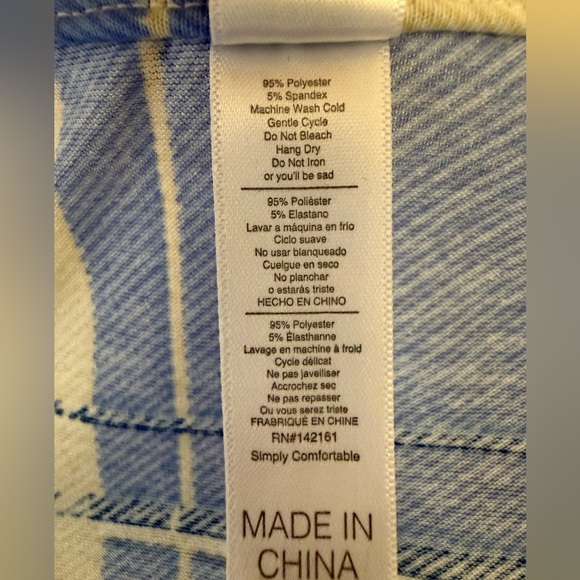 95% Polyester
5% Spandex
Machine Wash Cold
Gentle Cycle
Do Not Bleach
Hang Dry
Do Not Iron
or you'll be sad
95% Poliéster
5% Elastano
Lavar a máquina en frio
Ciclo suave
No usar blanqueado
Cuelgue en seco
No planchar
o estarás triste
HECHO EN CHINO
95% Polyester
5% Élasthanne
Lavage en machine à froid
Cycle délicat
Ne pas javelliser
Accrochez sec
Ne pas repasser
Ou vous serez triste
FRABRIQUÉ EN CHINE
RN#142161
Simply Comfortable
MADE IN
CHINA